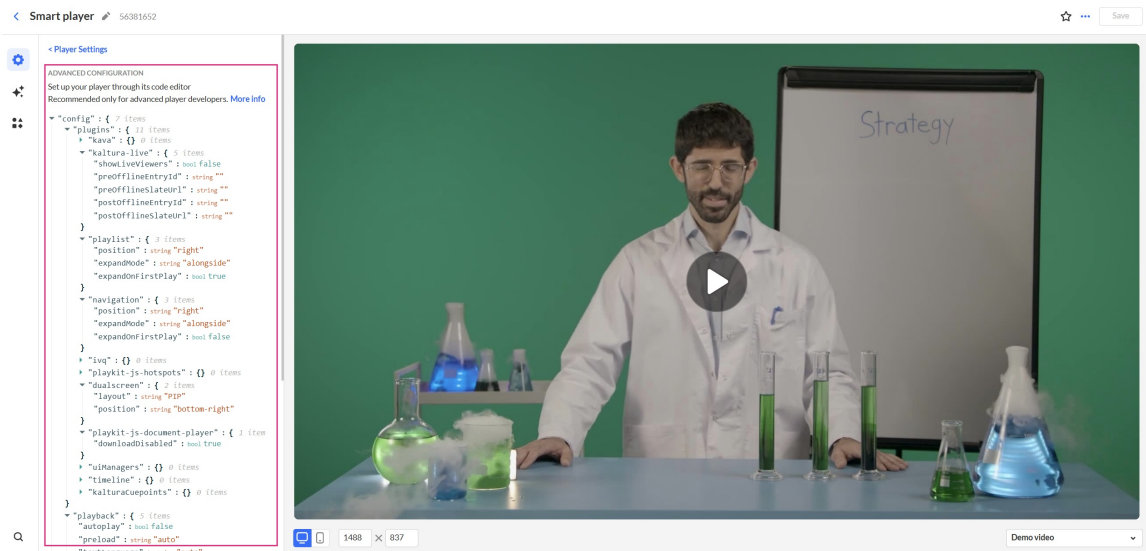 Smart player 56381652
Save
< Player Settings
ADVANCED CONFIGURATION
Set up your player through its code editor
Recommended only for advanced player developers. More info
"config" : { 7 items
"plugins" : { 11 items
"kava" : {} 0 items
"kaltura-live" : { 5 items
"showLiveViewers" : bool false
"preOfflineEntryId" : string ""
"preOfflineSlateUrl" : string ""
"postOfflineEntryId" : string ""
"postOfflineSlateUrl" : string ""
}
"playlist" : { 3 items
"position" : string "right"
"expandMode" : string "alongside"
"expandOnFirstPlay" : bool true
}
"navigation" : { 3 items
"position" : string "right"
"expandMode" : string "alongside"
"expandOnFirstPlay" : bool false
}
"ivq" : {} 0 items
"playkit-js-hotspots" : {} 0 items
"dualscreen" : { 2 items
"layout" : string "PIP"
"position" : string "bottom-right"
}
"playkit-js-document-player" : { 1 item
"downloadDisabled" : bool true
}
"uiManagers" : {} 0 items
"timeline" : {} 0 items
"kalturaCuepoints" : {} 0 items
}
"playback" : { 5 items
"autoplay" : bool false
"preload" : string "auto"
Strategy
1488 × 837
Demo video